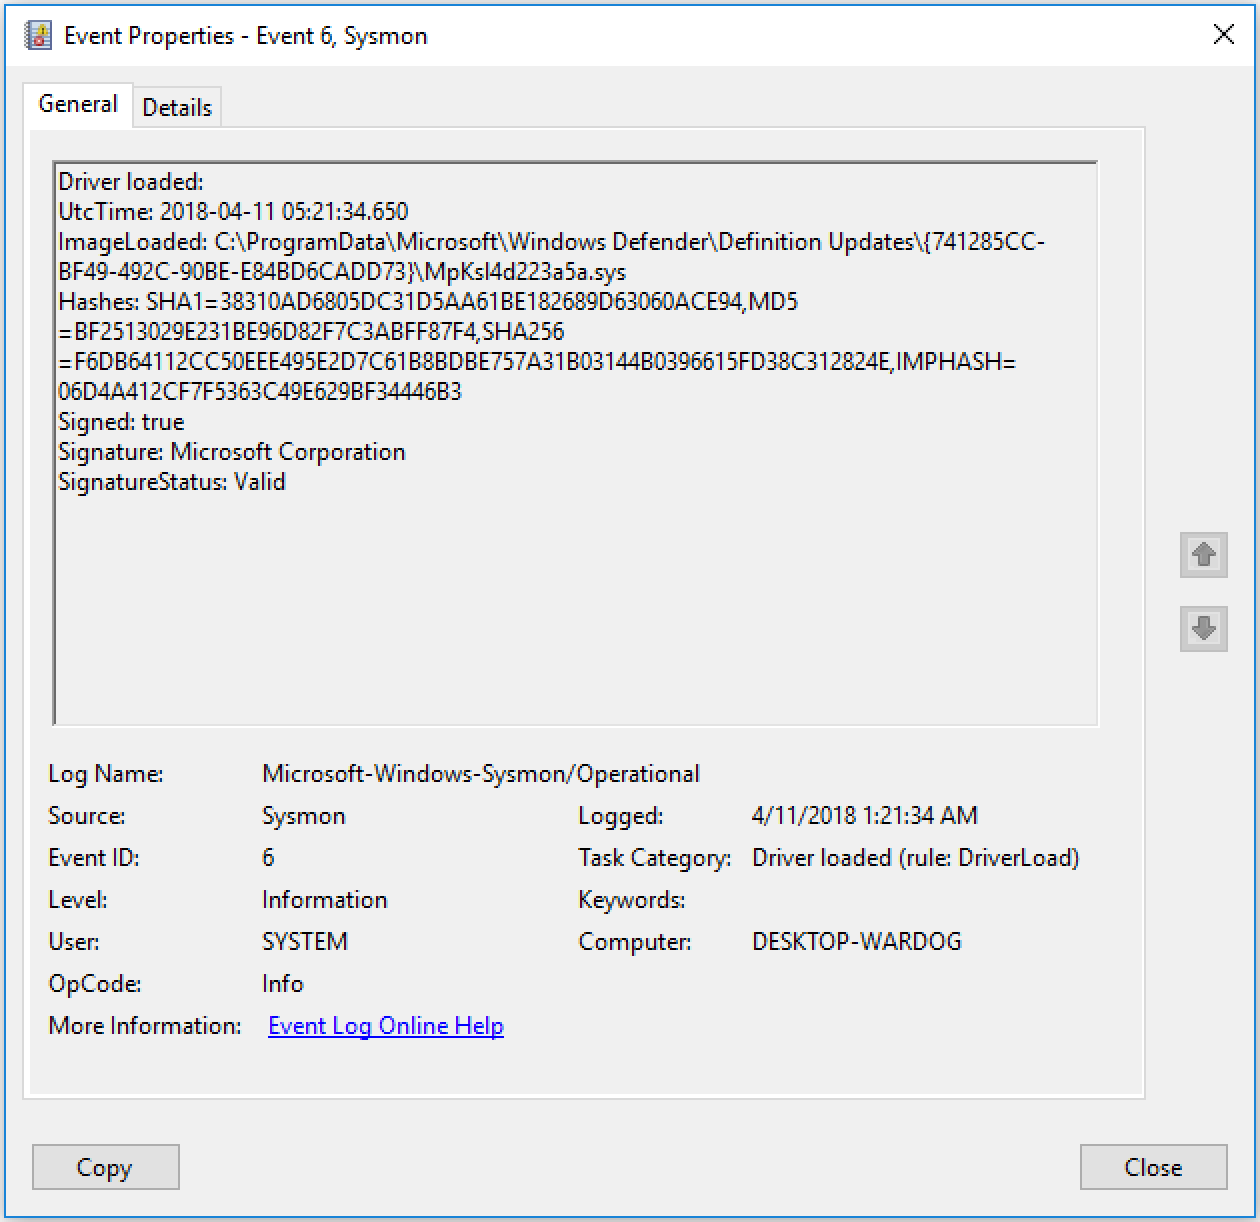 Event Properties - Event 6, Sysmon
General Details
Driver loaded:
UtcTime: 2018-04-11 05:21:34.650
ImageLoaded: C:\ProgramData\Microsoft\Windows Defender\Definition Updates\{741285CC-
BF49-492C-90BE-E84BD6CADD73}\MpKsl4d223a5a.sys
Hashes: SHA1=38310AD6805DC31D5AA61BE182689D63060ACE94,MD5
=BF2513029E231BE96D82F7C3ABFF87F4,SHA256
=F6DB64112CC50EEE495E2D7C61B8BDBE757A31B03144B0396615FD38C312824E,IMPHASH=
06D4A412CF7F5363C49E629BF34446B3
Signed: true
Signature: Microsoft Corporation
SignatureStatus: Valid
Log Name: Microsoft-Windows-Sysmon/Operational
Source: Sysmon Logged: 4/11/2018 1:21:34 AM
Event ID: 6 Task Category: Driver loaded (rule: DriverLoad)
Level: Information Keywords:
User: SYSTEM Computer: DESKTOP-WARDOG
OpCode: Info
More Information: Event Log Online Help
Copy Close